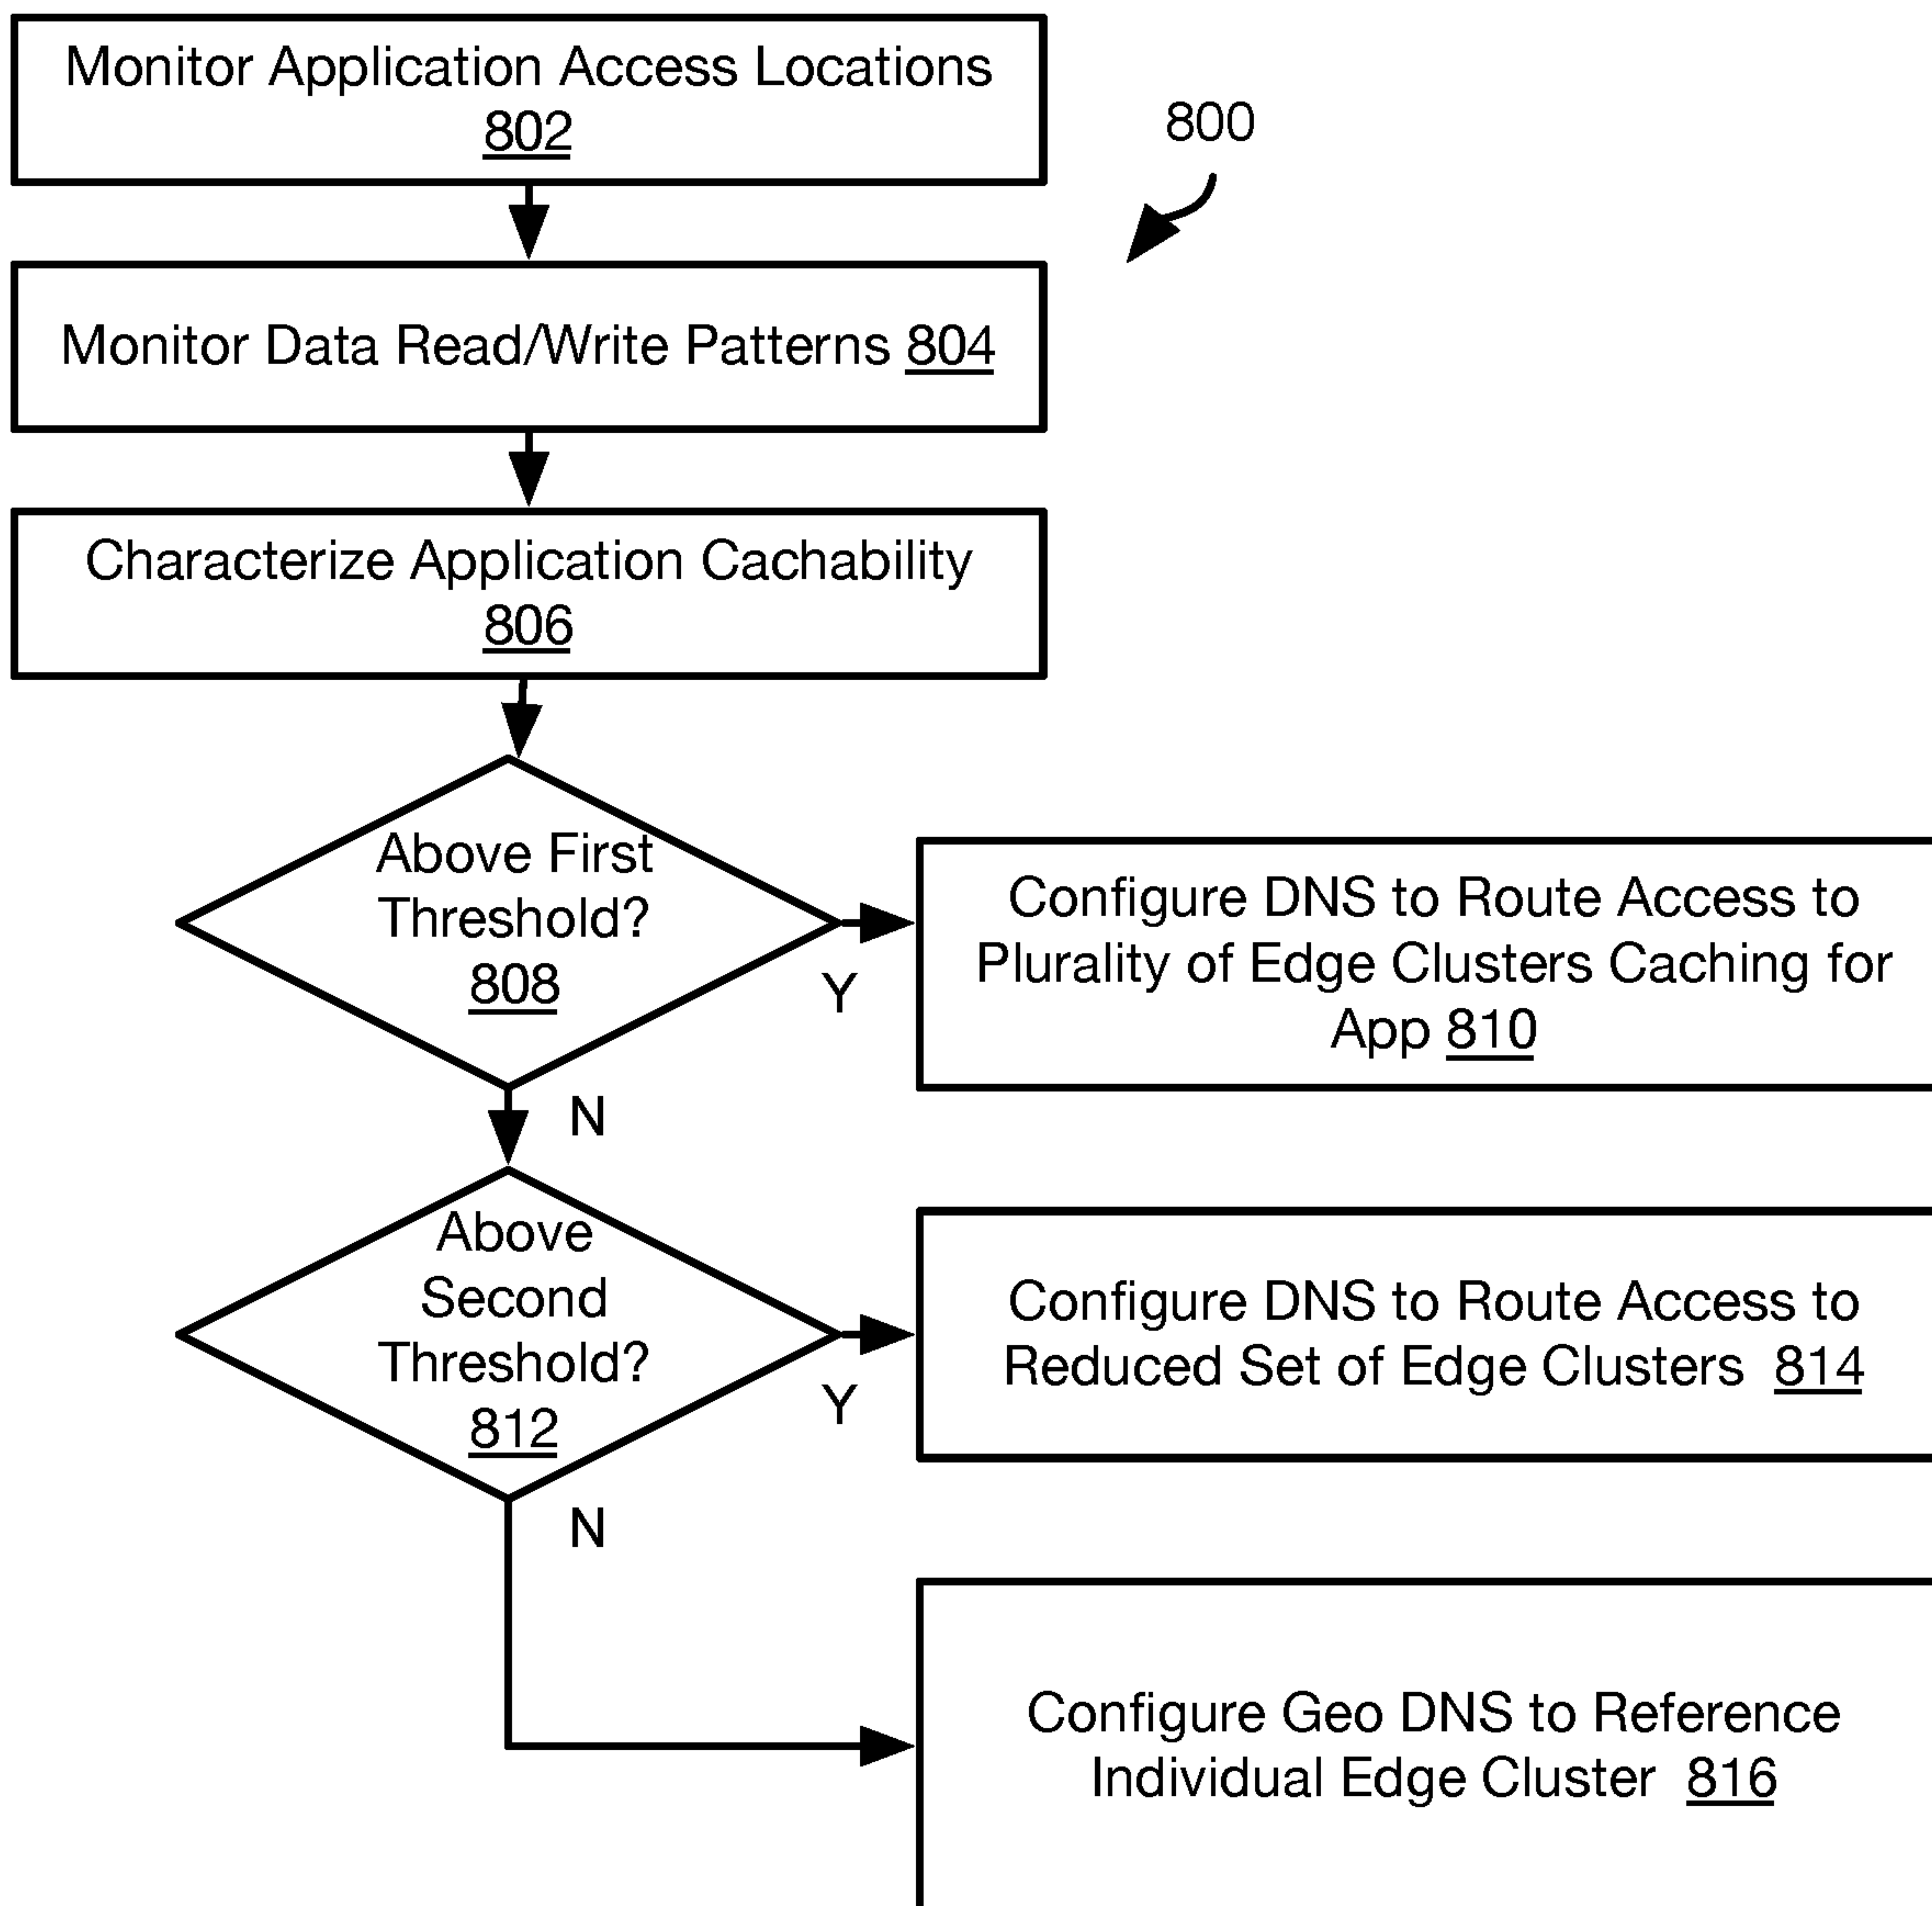 Monitor Application Access Locations
802
800
Monitor Data Read/Write Patterns 804
Characterize Application Cachability
806
Above First
Threshold?
808
Y
N
Configure DNS to Route Access to
Plurality of Edge Clusters Caching for
App 810
Above
Second
Threshold?
812
Y
N
Configure DNS to Route Access to
Reduced Set of Edge Clusters 814
Configure Geo DNS to Reference
Individual Edge Cluster 816